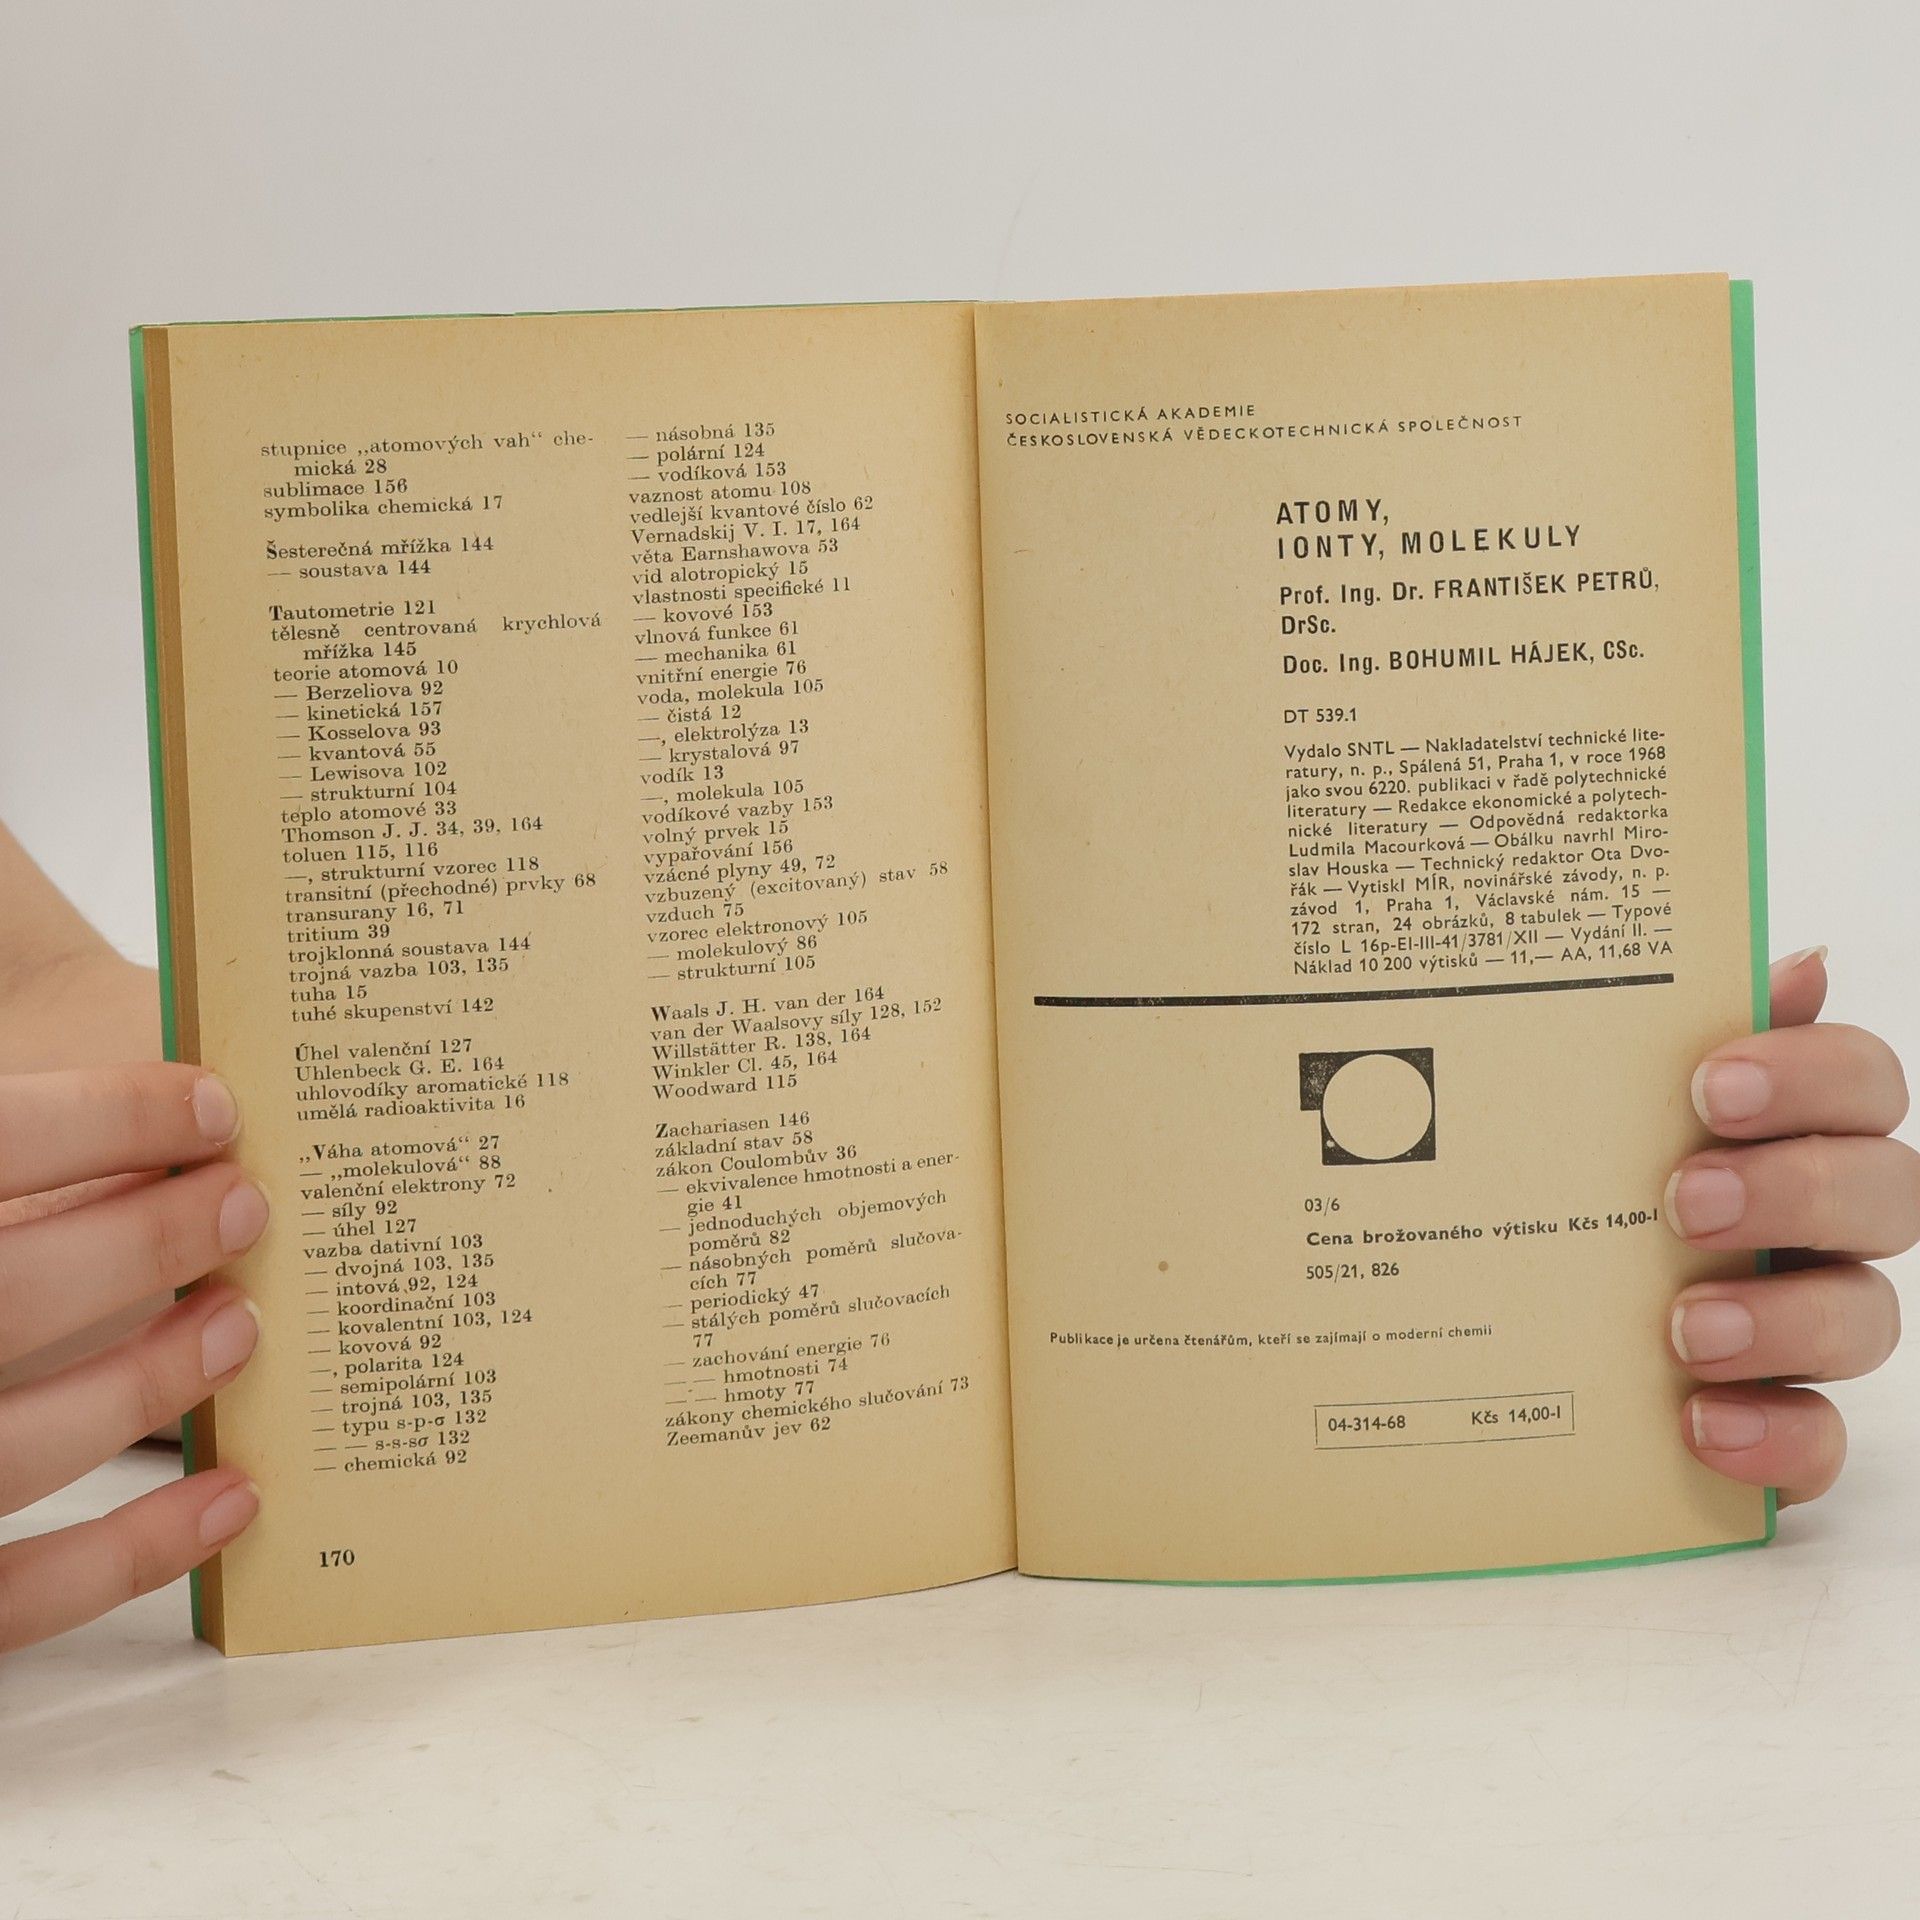 stupnice „atomových vah“ che-
mická 28
sublimace 156
symbolika chemická 17
Šesterečná mřížka 144
— soustava 144
Tautometrie 121
tělesně centrovaná krychlová
mřížka 145
teorie atomová 10
— Berzeliova 92
— kinetická 157
— Kosselova 93
— kvantová 55
— Lewisova 102
— strukturní 104
teplo atomové 33
Thomson J. J. 34, 39, 164
toluen 115, 116
—, strukturní vzorec 118
transitní (přechodné) prvky 68
transurany 16, 71
tritium 39
trojklonná soustava 144
trojná vazba 103, 135
tuha 15
tuhé skupenství 142
Úhel valenční 127
Uhlenbeck G. E. 164
uhlovodíky aromatické 118
umělá radioaktivita 16
„Váha atomová“ 27
— „molekulová“ 88
valenční elektrony 72
— síly 92
— úhel 127
vazba dativní 103
— dvojná 103, 135
— intová 92, 124
— koordinační 103
— kovalentní 103, 124
— kovová 92
—, polarita 124
— semipolární 103
— trojná 103, 135
— typu s-p-σ 132
— — s-s-sσ 132
— chemická 92
170
— násobná 135
— polární 124
— vodíková 153
vaznost atomu 108
vedlejší kvantové číslo 62
Vernadskij V. I. 17, 164
věta Earnshawova 53
vid alotropický 15
vlastnosti specifické 11
— kovové 153
vlnová funkce 61
— mechanika 61
vnitřní energie 76
voda, molekula 105
— čistá 12
—, elektrolýza 13
— krystalová 97
vodík 13
—, molekula 105
vodíkové vazby 153
volný prvek 15
vypařování 156
vzácné plyny 49, 72
vzbuzený (excitovaný) stav 58
vzduch 75
vzorec elektronový 105
— molekulový 86
— strukturní 105
Waals J. H. van der 164
van der Waalsovy síly 128, 152
Willstätter R. 138, 164
Winkler Cl. 45, 164
Woodward 115
Zachariasen 146
základní stav 58
zákon Coulombův 36
— ekvivalence hmotnosti a ener-
gie 41
— jednoduchých objemových
poměrů 82
— násobných poměrů slučova-
cích 77
— periodický 47
— stálých poměrů slučovacích
77
— zachování energie 76
— — hmotnosti 74
— — hmoty 77
zákony chemického slučování 73
Zeemanův jev 62
SOCIALISTICKÁ AKADEMIE
ČESKOSLOVENSKÁ VĚDECKOTECHNICKÁ SPOLEČNOST
ATOMY,
IONTY, MOLEKULY
Prof. Ing. Dr. FRANTIŠEK PETRŮ,
DrSc.
Doc. Ing. BOHUMIL HÁJEK, CSc.
DT 539.1
Vydalo SNTL — Nakladatelství technické lite-
ratury, n. p., Spálená 51, Praha 1, v roce 1968
jako svou 6220. publikaci v řadě polytechnické
literatury — Redakce ekonomické a polytech-
nické literatury — Odpovědná redaktorka
Ludmila Macourková — Obálku navrhl Miro-
slav Houska — Technický redaktor Ota Dvo-
řák — Vytiskl MÍR, novinářské závody, n. p.
závod 1, Praha 1, Václavské nám. 15 —
172 stran, 24 obrázků, 8 tabulek — Typové
číslo L 16p-EI-III-41/3781/XII — Vydání II. —
Náklad 10 200 výtisků — 11,— AA, 11,68 VA
03/6
Cena brožovaného výtisku Kčs 14,00-I
505/21, 826
Publikace je určena čtenářům, kteří se zajímají o moderní chemii
04-314-68 Kčs 14,00-I